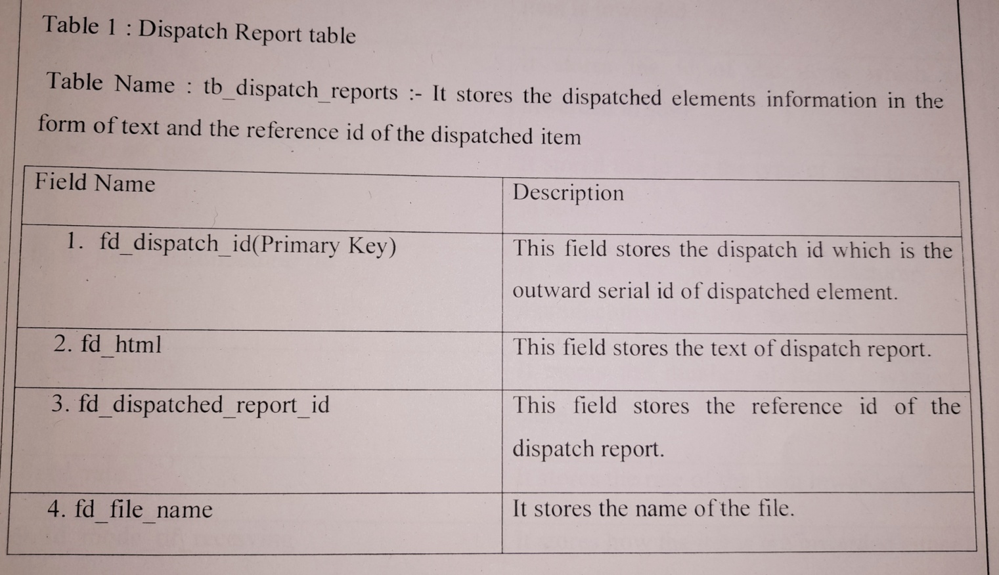 Table 1 : Dispatch Report table
Table Name : tb_dispatch_reports :- It stores the dispatched elements information in the
form of text and the reference id of the dispatched item
Field Name
Description
1. fd_dispatch_id(Primary Key)
This field stores the dispatch id which is the
outward serial id of dispatched element.
2. fd_html
This field stores the text of dispatch report.
3. fd_dispatched_report_id
This field stores the reference id of the
dispatch report.
4. fd_file_name
It stores the name of the file.